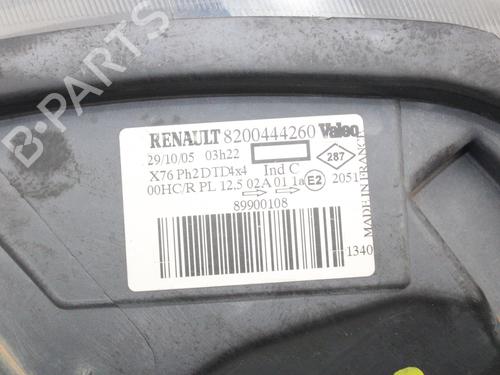 RENAULT 8200444260 Valeo
29/10/05 03h22
X76 Ph2 DTD4x4 Ind C
287
00HC/R PL 12,5 02A 01 1a E2 2051
89900108
1340
MADE IN FRANCE
B-PARTS